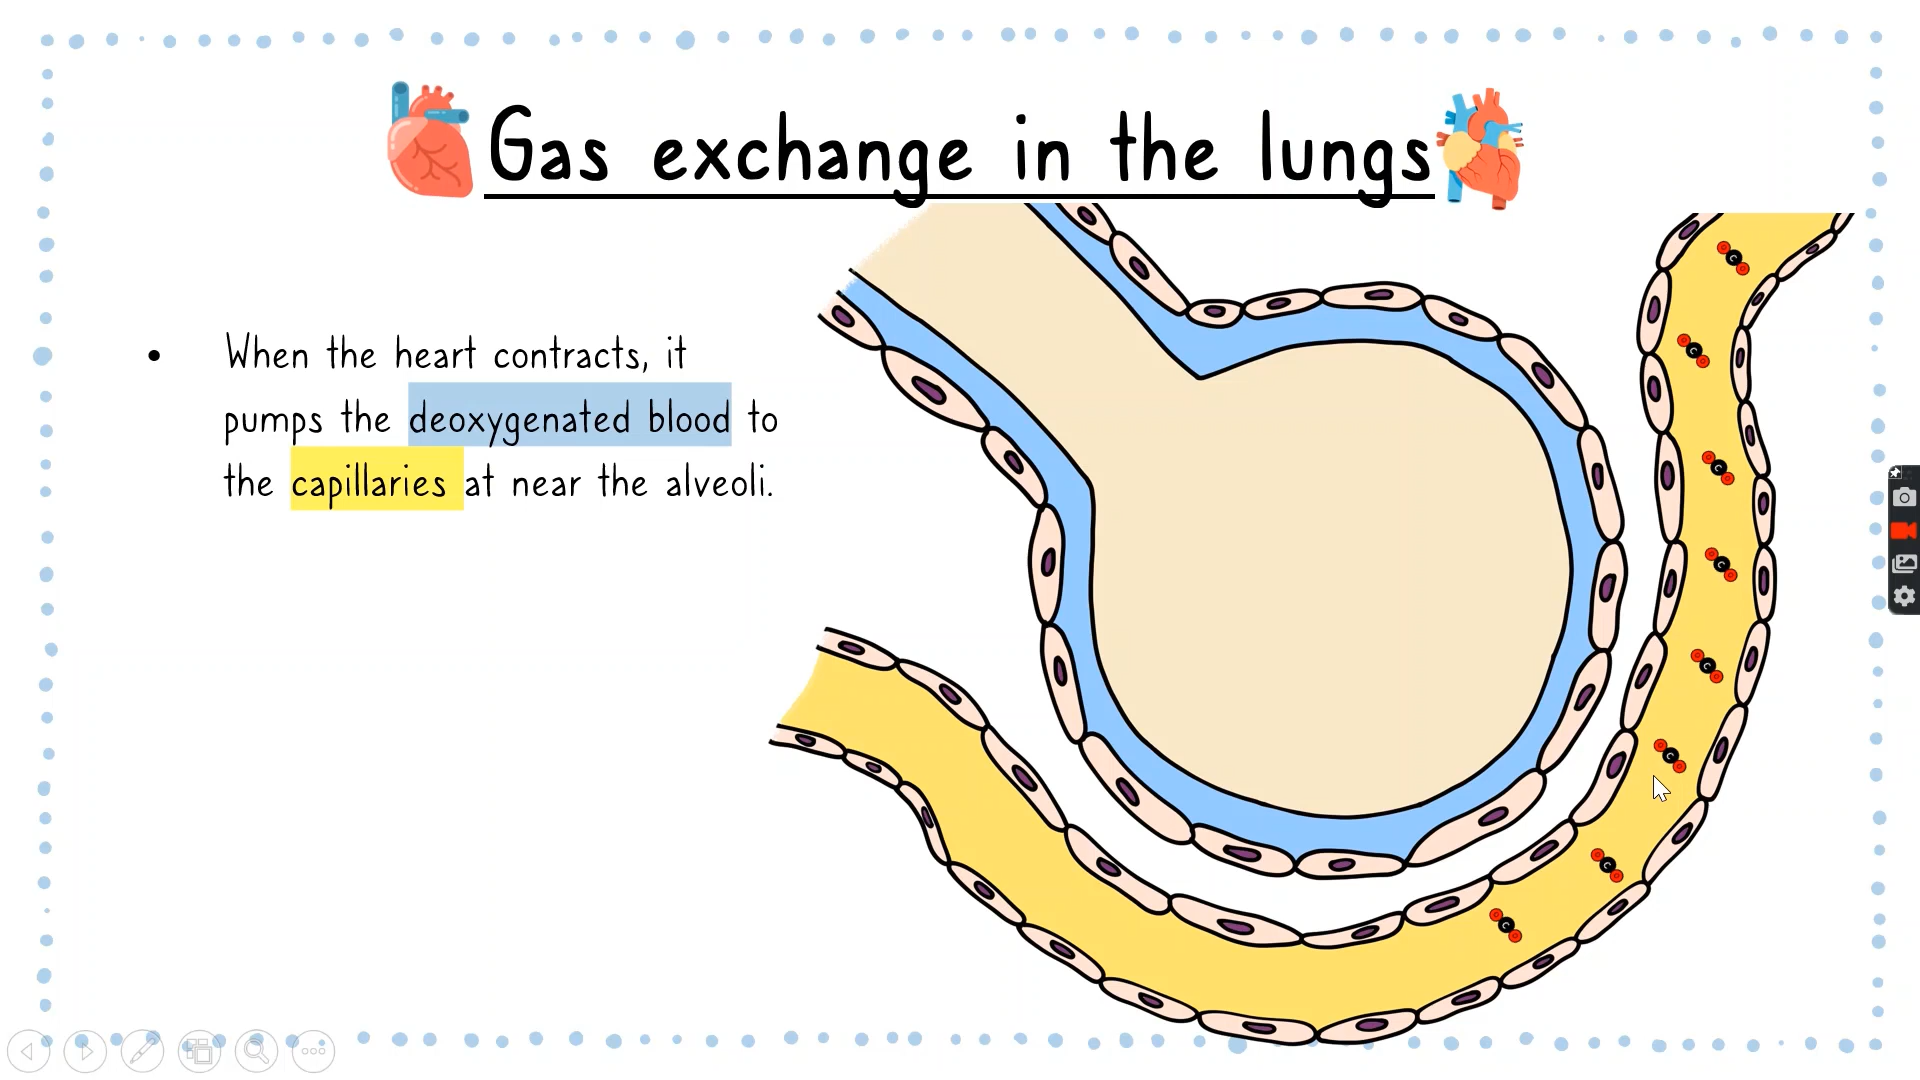 Gas exchange in the lungs
• When the heart contracts, it
pumps the deoxygenated blood to
the capillaries at near the alveoli.